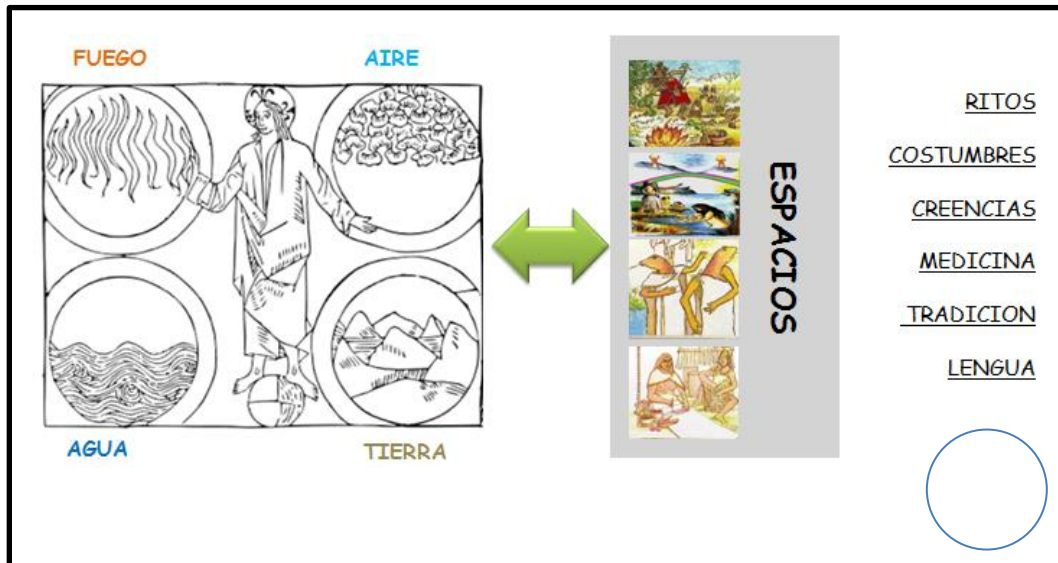 FUEGO
AIRE
AGUA
TIERRA
ESPACIOS
RITOS
COSTUMBRES
CREENCIAS
MEDICINA
TRADICION
LENGUA